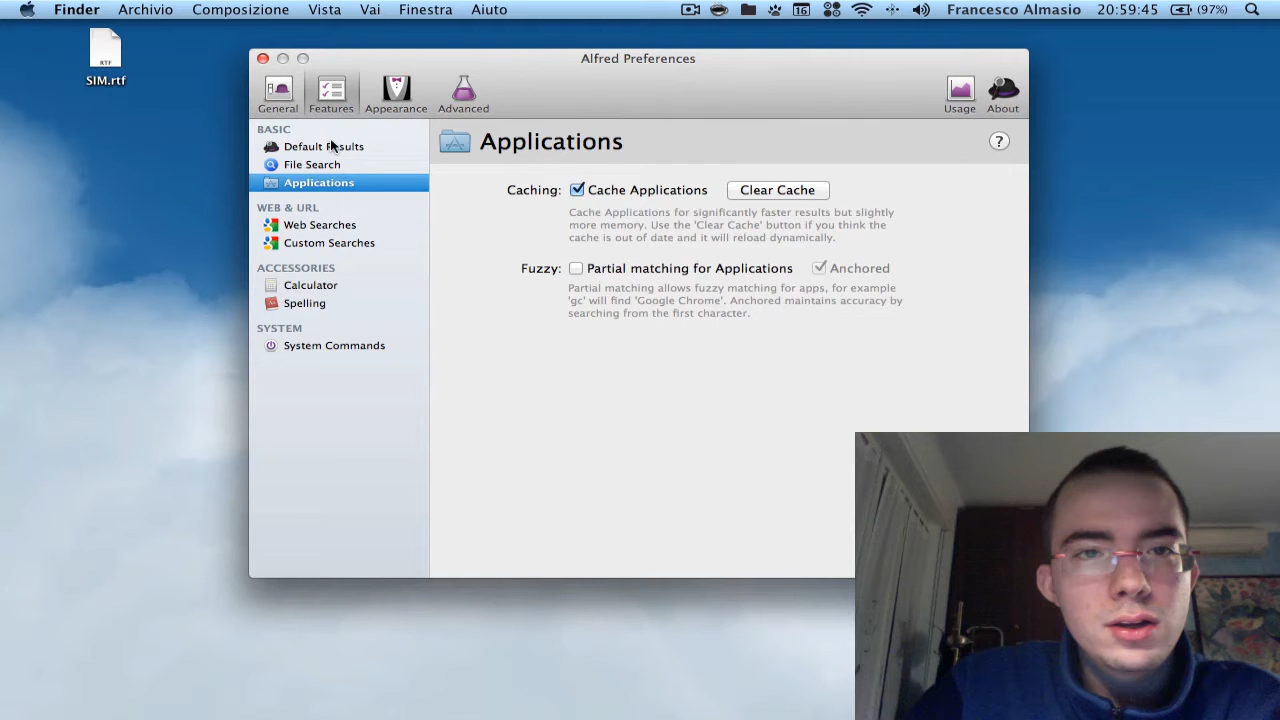 Finder Archivio Composizione Vista Vai Finestra Aiuto 16 Francesco Almasio 20:59:45 (97%)
RTF
SIM.rtf
Alfred Preferences
General Features Appearance Advanced Usage About
BASIC
Default Results
File Search
Applications
WEB & URL
Web Searches
Custom Searches
ACCESSORIES
Calculator
Spelling
SYSTEM
System Commands
Applications ?
Caching: Cache Applications Clear Cache
Cache Applications for significantly faster results but slightly
more memory. Use the 'Clear Cache' button if you think the
cache is out of date and it will reload dynamically.
Fuzzy: Partial matching for Applications Anchored
Partial matching allows fuzzy matching for apps, for example
'gc' will find 'Google Chrome'. Anchored maintains accuracy by
searching from the first character.